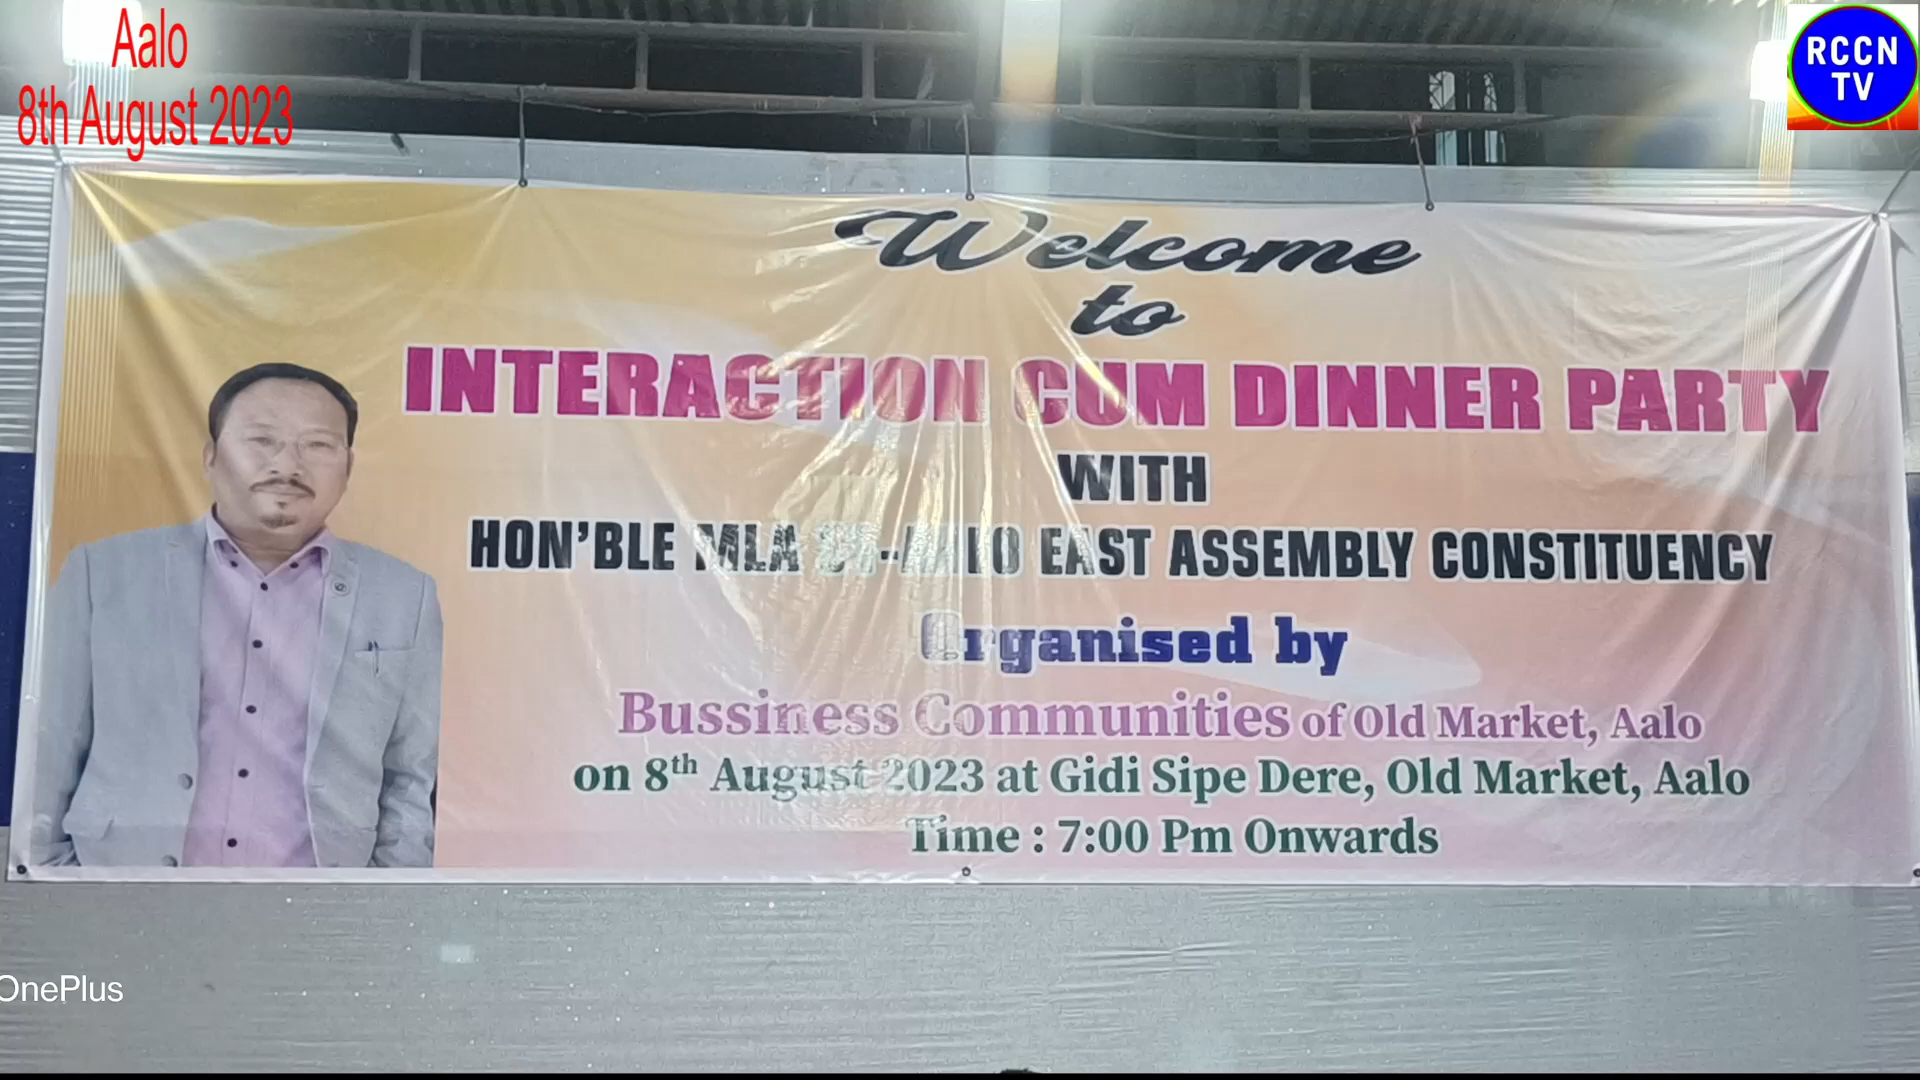 Aalo
8th August 2023
RCCN
TV
Welcome
to
INTERACTION CUM DINNER PARTY
WITH
HON'BLE MLA EAST ASSEMBLY CONSTITUENCY
Organised by
Bussiness Communities of Old Market, Aalo
on 8th August 2023 at Gidi Sipe Dere, Old Market, Aalo
Time : 7:00 Pm Onwards
OnePlus